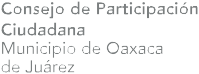 Consejo de Participación
Ciudadana
Municipio de Oaxaca
de Juárez